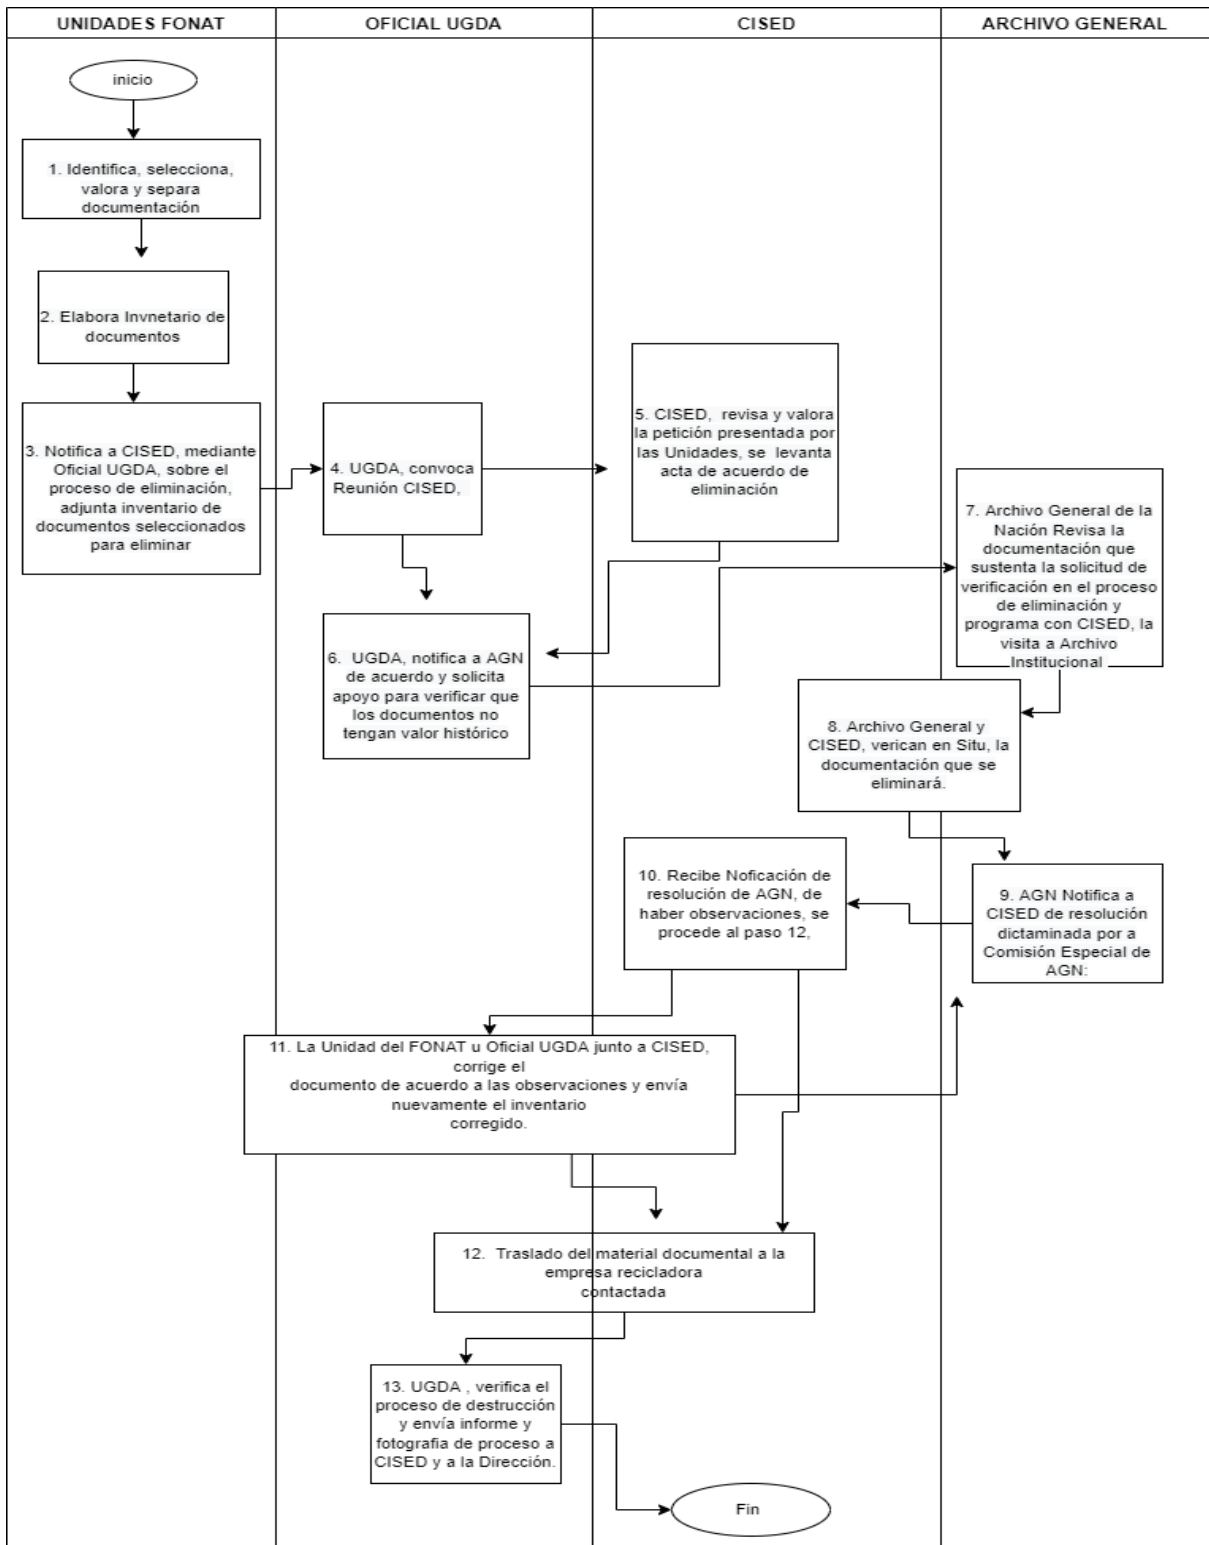 UNIDADES FONAT
OFICIAL UGDA
CISED
ARCHIVO GENERAL
inicio
1. Identifica, selecciona,
valora y separa
documentación
2. Elabora Invnetario de
documentos
3. Notifica a CISED, mediante
Oficial UGDA, sobre el
proceso de eliminación,
adjunta inventario de
documentos seleccionados
para eliminar
4. UGDA, convoca
Reunión CISED,
5. CISED, revisa y valora
la petición presentada por
las Unidades, se levanta
acta de acuerdo de
eliminación
6. UGDA, notifica a AGN
de acuerdo y solicita
apoyo para verificar que
los documentos no
tengan valor histórico
7. Archivo General de la
Nación Revisa la
documentación que
sustenta la solicitud de
verificación en el proceso
de eliminación y
programa con CISED, la
visita a Archivo
Institucional
8. Archivo General y
CISED, verican en Situ, la
documentación que se
eliminará.
9. AGN Notifica a
CISED de resolución
dictaminada por a
Comisión Especial de
AGN:
10. Recibe Noficación de
resolución de AGN, de
haber observaciones, se
procede al paso 12,
11. La Unidad del FONAT u Oficial UGDA junto a CISED,
corrige el
documento de acuerdo a las observaciones y envía
nuevamente el inventario
corregido.
12. Traslado del material documental a la
empresa recicladora
contactada
13. UGDA , verifica el
proceso de destrucción
y envía informe y
fotografia de proceso a
CISED y a la Dirección.
Fin